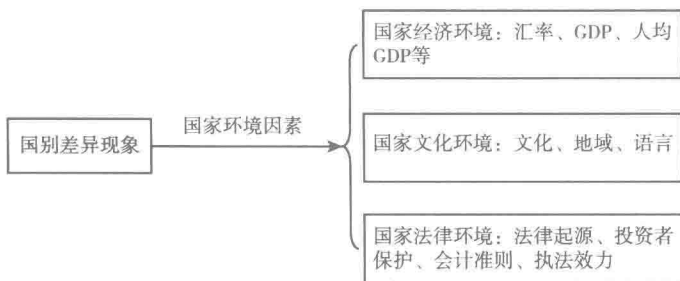 国家经济环境：汇率、GDP、人均
GDP等
国别差异现象
国家环境因素
国家文化环境：文化、地域、语言
国家法律环境：法律起源、投资者
保护、会计准则、执法效力